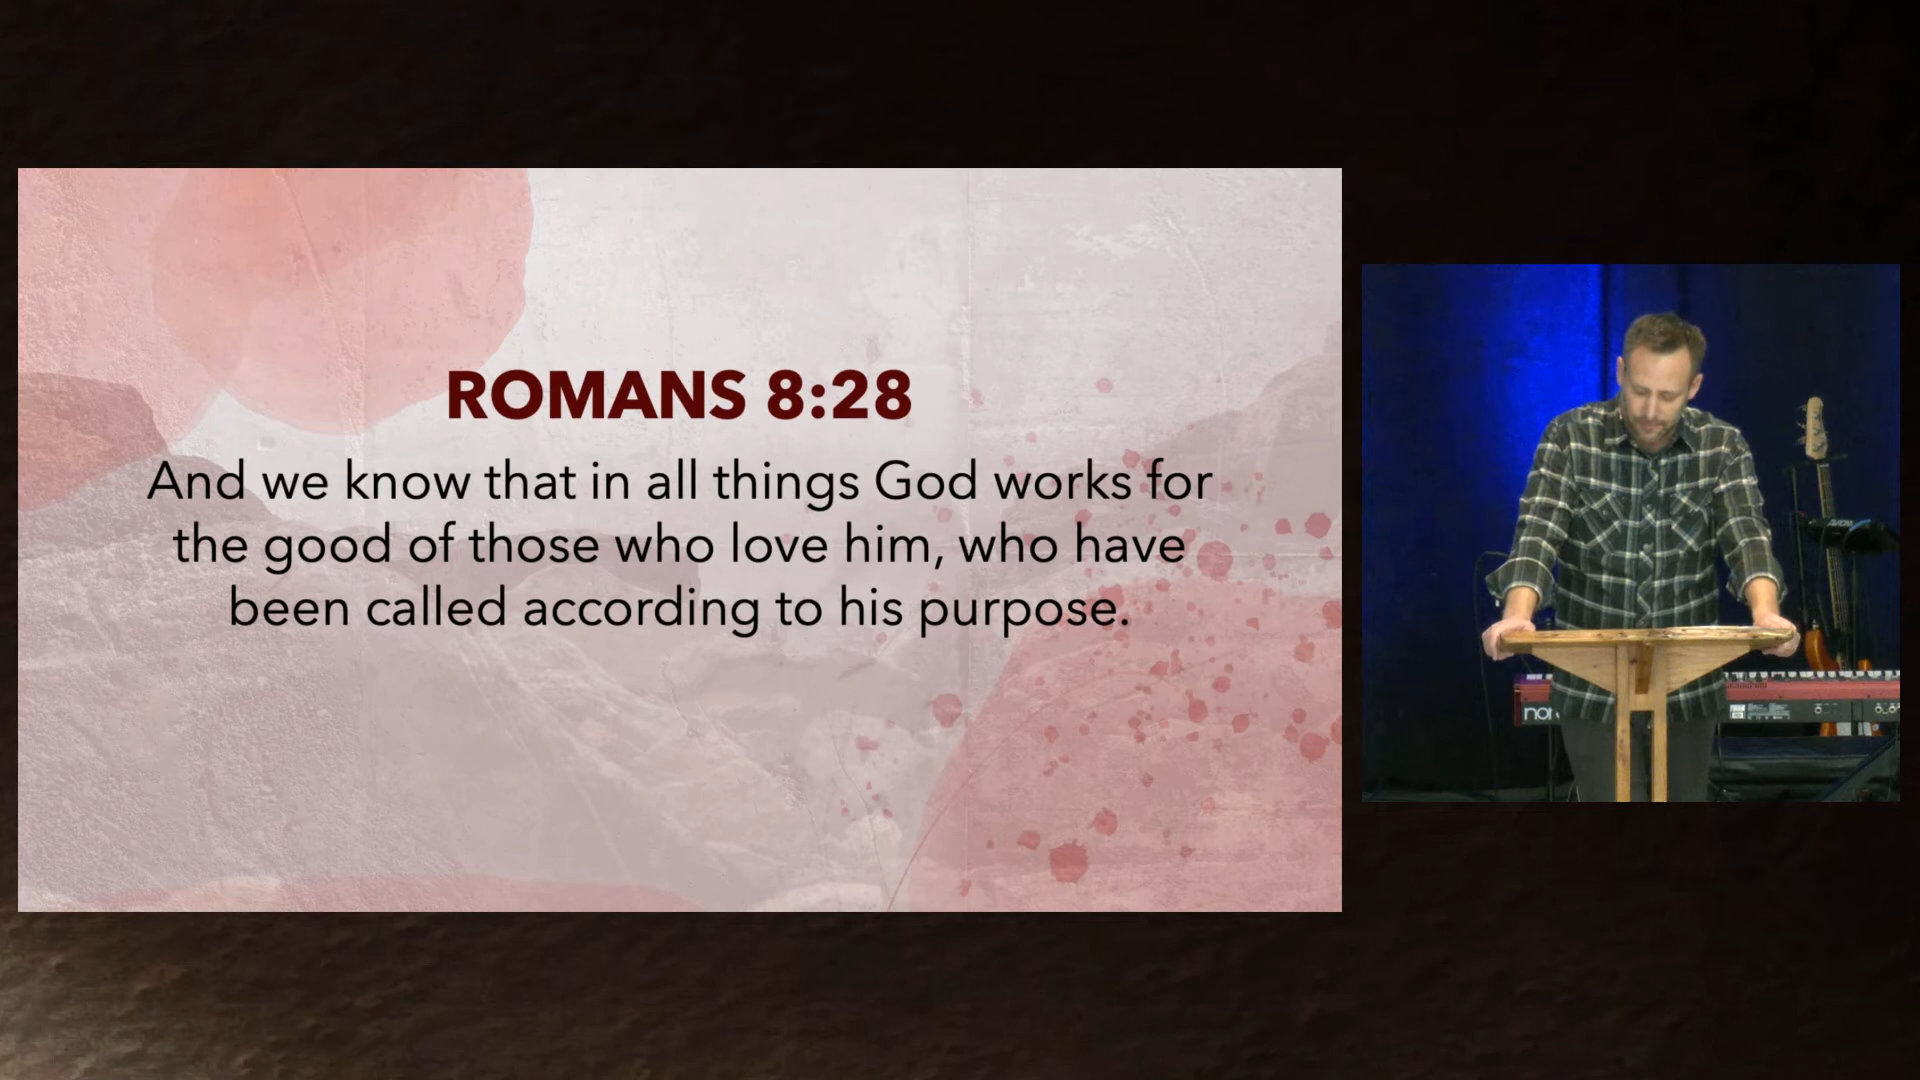 ROMANS 8:28
And we know that in all things God works for
the good of those who love him, who have
been called according to his purpose.